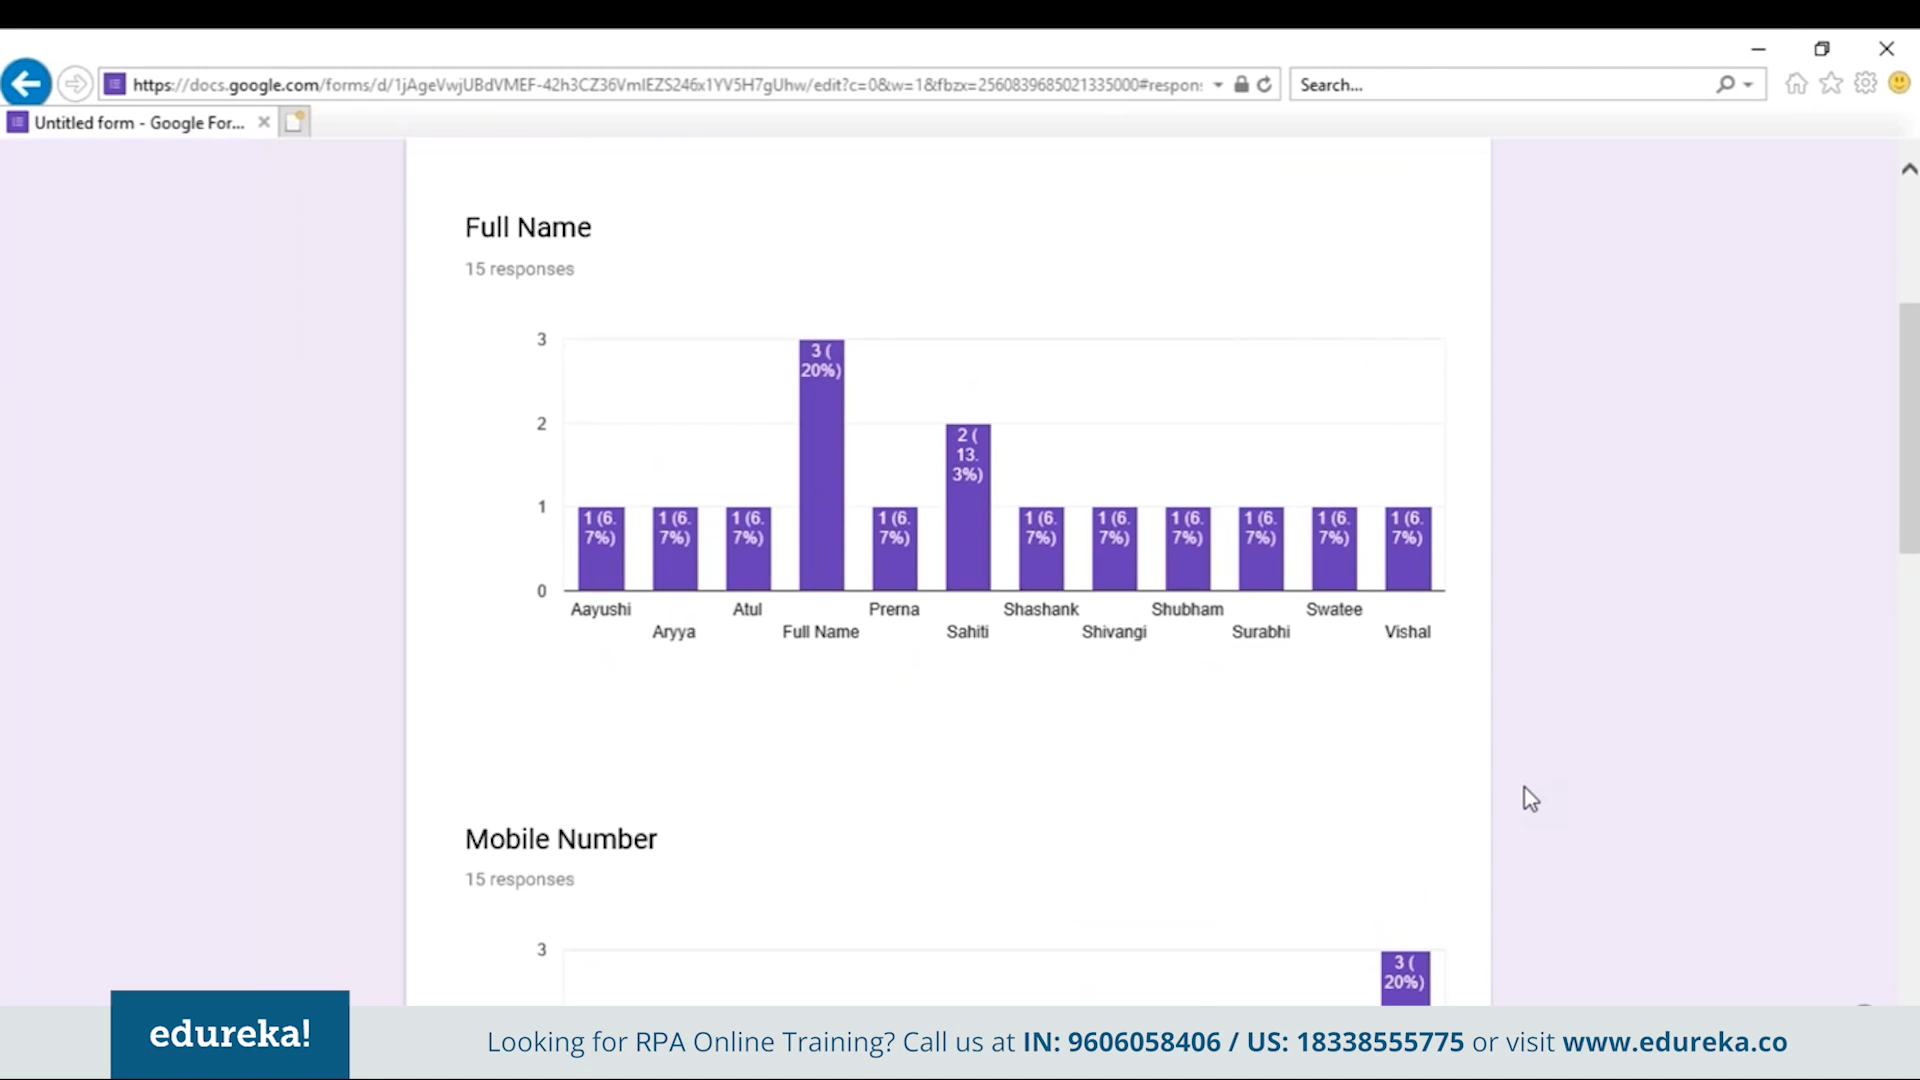 https://docs.google.com/forms/d/1jAgeVwjUBdVMEF-42h3CZ36VmIEZS246x1YV5H7gUhw/edit?c=0&w=1&fbzx=2560839685021335000#respon:
Search...
Untitled form - Google For...
Full Name
15 responses
3
2
1
0
3 (
20%)
2 (
13.
3%)
1 (6.
7%)
1 (6.
7%)
1 (6.
7%)
1 (6.
7%)
1 (6.
7%)
1 (6.
7%)
1 (6.
7%)
1 (6.
7%)
1 (6.
7%)
1 (6.
7%)
Aayushi
Aryya
Atul
Full Name
Prerna
Sahiti
Shashank
Shivangi
Shubham
Surabhi
Swatee
Vishal
Mobile Number
15 responses
3
3 (
20%)
edureka!
Looking for RPA Online Training? Call us at IN: 9606058406 / US: 18338555775 or visit www.edureka.co